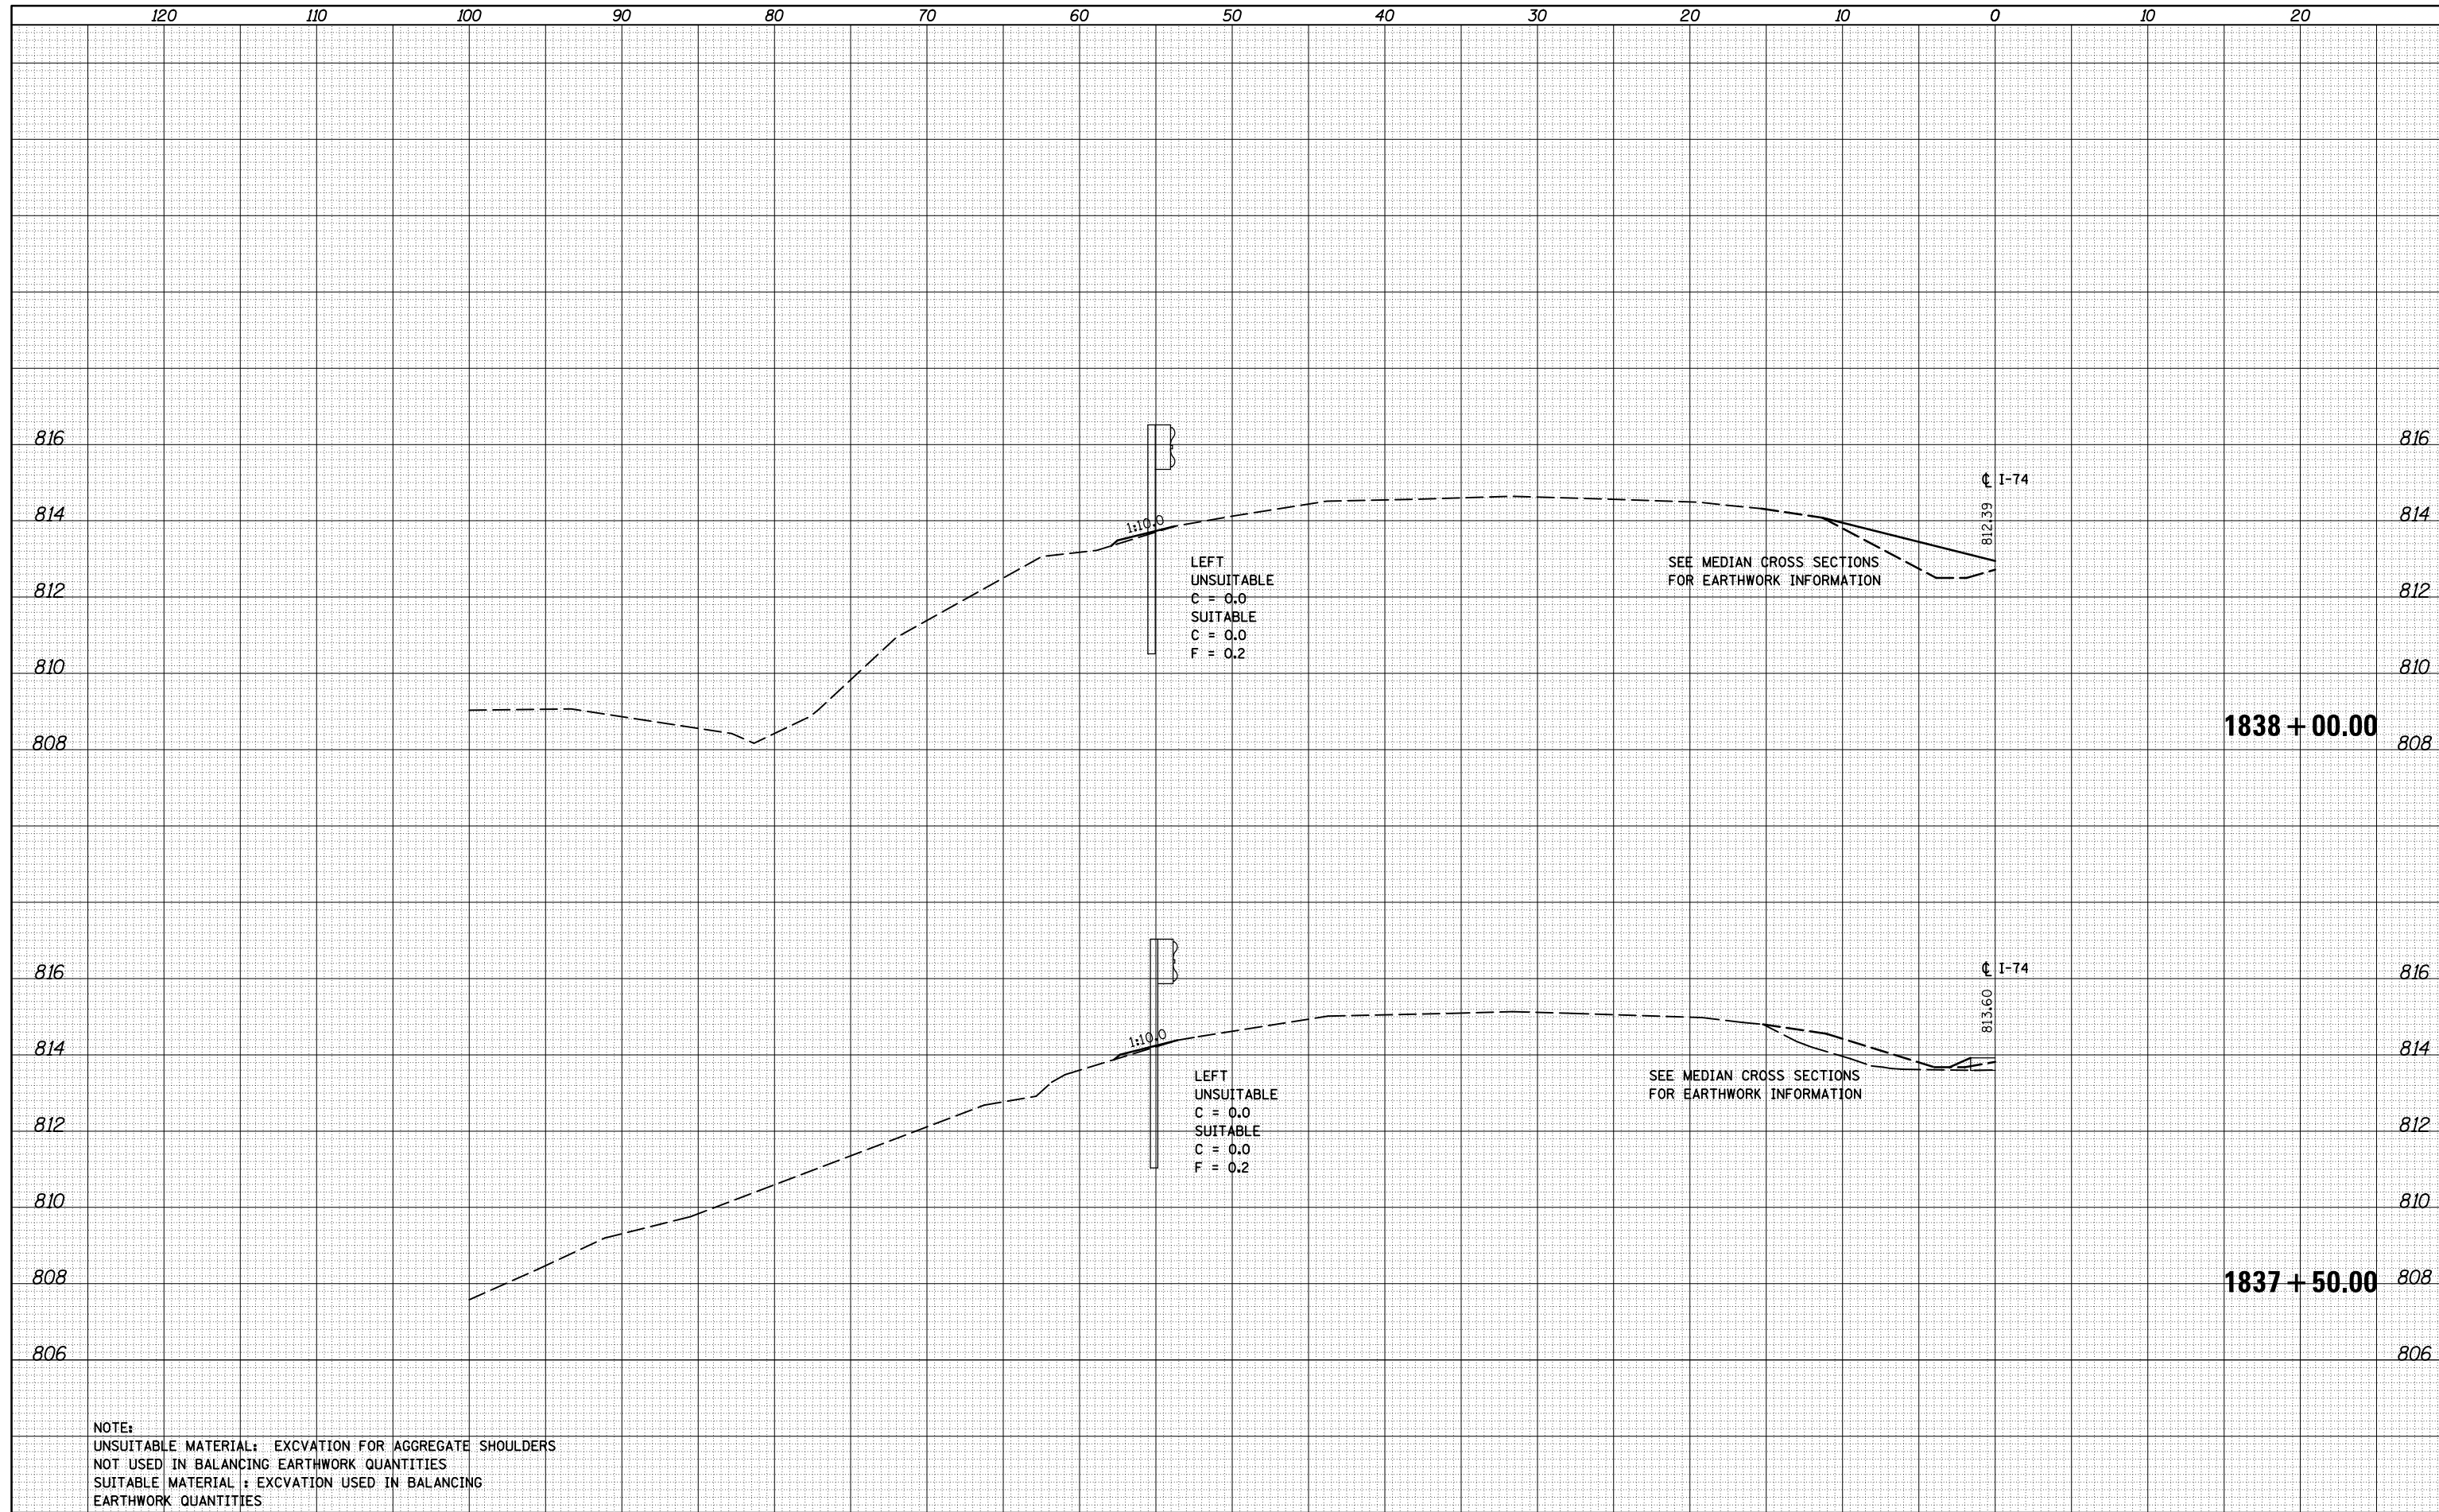 120 110 100 90 80 70 60 50 40 30 20 10 0 10 20
816 816
℄ I-74
812.39
814 1:10.0 814
LEFT
UNSUITABLE
C = 0.0
SUITABLE
C = 0.0
F = 0.2
SEE MEDIAN CROSS SECTIONS
FOR EARTHWORK INFORMATION
812 812
810 810
1838 + 00.00
808 808
816 816
℄ I-74
813.60
814 1:10.0 814
LEFT
UNSUITABLE
C = 0.0
SUITABLE
C = 0.0
F = 0.2
SEE MEDIAN CROSS SECTIONS
FOR EARTHWORK INFORMATION
812 812
810 810
808 1837 + 50.00 808
806 806
NOTE:
UNSUITABLE MATERIAL: EXCVATION FOR AGGREGATE SHOULDERS
NOT USED IN BALANCING EARTHWORK QUANTITIES
SUITABLE MATERIAL : EXCVATION USED IN BALANCING
EARTHWORK QUANTITIES